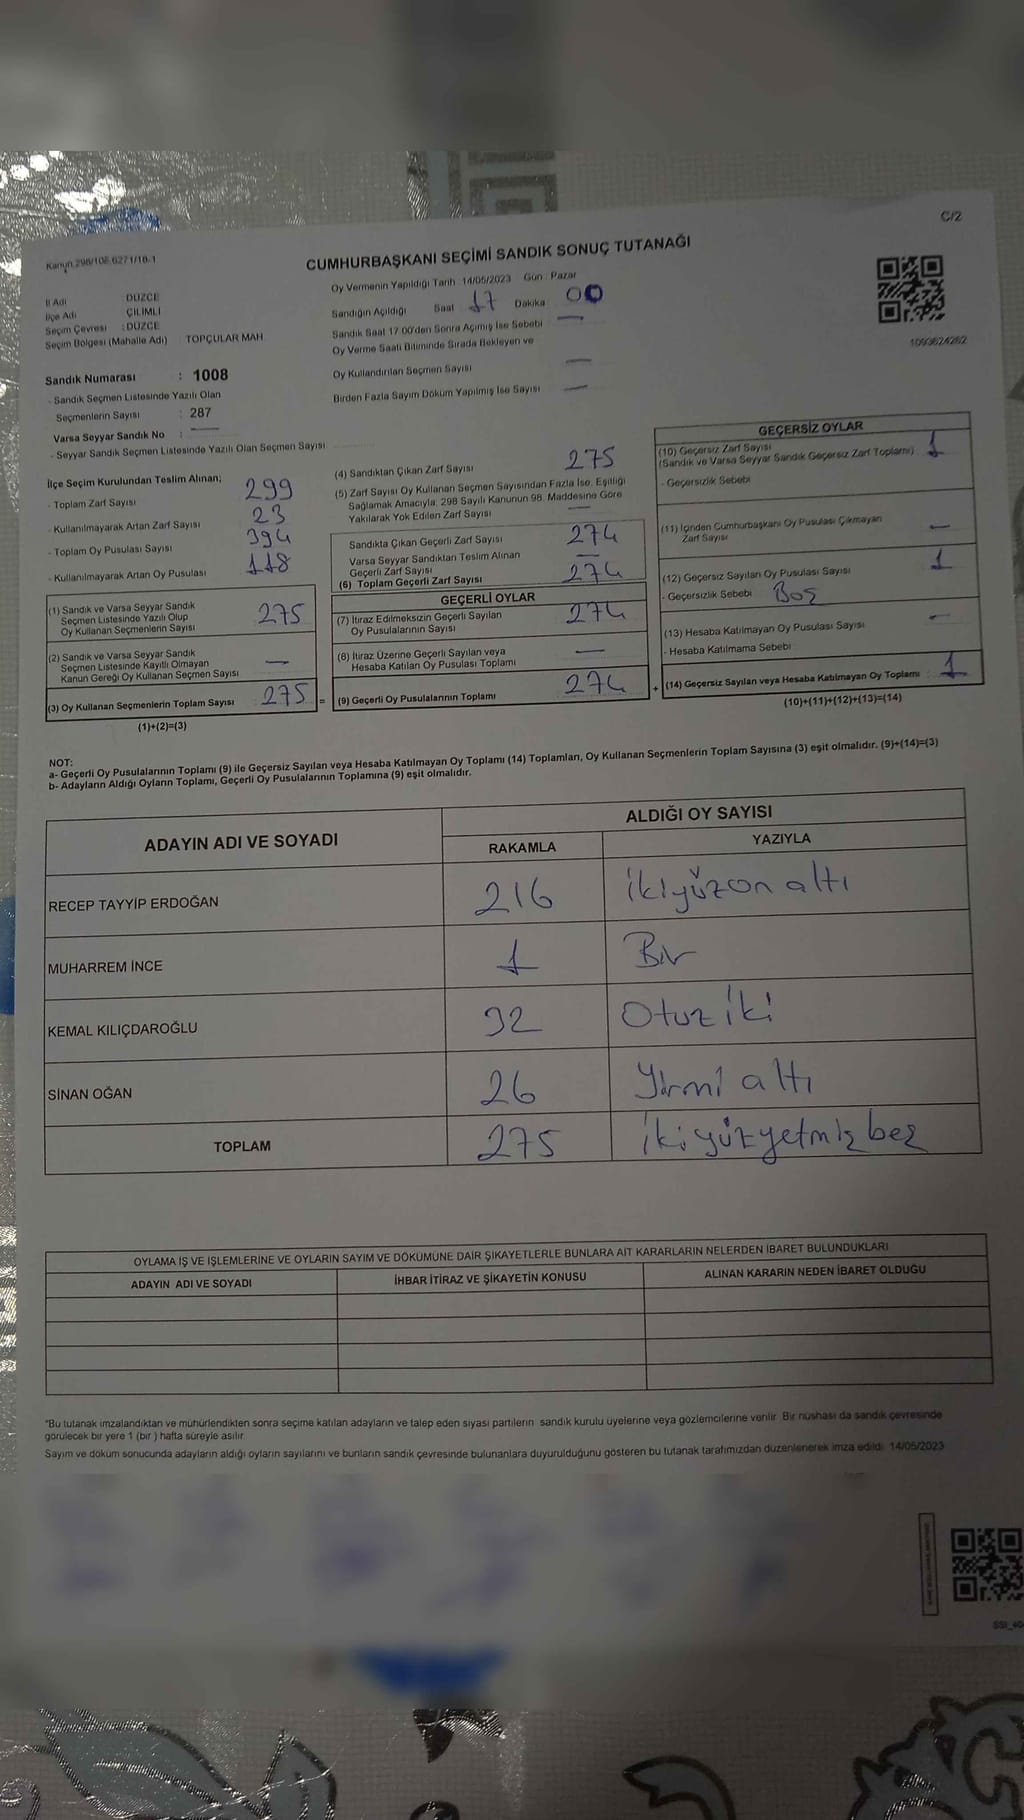 C/2
Kanun 298/106 6271/18-1
CUMHURBAŞKANI SEÇİMİ SANDIK SONUÇ TUTANAĞI
Oy Vermenin Yapıldığı Tarih 14/05/2023 Gün : Pazar
İl Adı DÜZCE
İlçe Adı ÇİLİMLİ
Seçim Çevresi : DÜZCE
Seçim Bölgesi (Mahalle Adı) : TOPÇULAR MAH
Sandığın Açıldığı Saat 17 Dakika 00
Sandık Saat 17.00'den Sonra Açımış İse Sebebi —
Oy Verme Saati Bitiminde Sırada Bekleyen ve
Oy Kullandırılan Seçmen Sayısı —
Birden Fazla Sayım Döküm Yapılmış İse Sayısı —
1093624262
Sandık Numarası : 1008
- Sandık Seçmen Listesinde Yazılı Olan
Seçmenlerin Sayısı : 287
Varsa Seyyar Sandık No : —
- Seyyar Sandık Seçmen Listesinde Yazılı Olan Seçmen Sayısı
İlçe Seçim Kurulundan Teslim Alınan;
- Toplam Zarf Sayısı 299
- Kullanılmayarak Artan Zarf Sayısı 23
- Toplam Oy Pusulası Sayısı 394
- Kullanılmayarak Artan Oy Pusulası 118
(1) Sandık ve Varsa Seyyar Sandık
Seçmen Listesinde Yazılı Olup
Oy Kullanan Seçmenlerin Sayısı 275
(2) Sandık ve Varsa Seyyar Sandık
Seçmen Listesinde Kayıtlı Olmayan
Kanun Gereği Oy Kullanan Seçmen Sayısı —
(3) Oy Kullanan Seçmenlerin Toplam Sayısı 275 =
(1)+(2)=(3)
(4) Sandıktan Çıkan Zarf Sayısı 275
(5) Zarf Sayısı Oy Kullanan Seçmen Sayısından Fazla İse, Eşitliği
Sağlamak Amacıyla; 298 Sayılı Kanunun 98. Maddesine Göre
Yakılarak Yok Edilen Zarf Sayısı —
Sandıkta Çıkan Geçerli Zarf Sayısı 274
Varsa Seyyar Sandıktan Teslim Alınan
Geçerli Zarf Sayısı —
(6) Toplam Geçerli Zarf Sayısı 274
GEÇERLİ OYLAR
(7) İtiraz Edilmeksizin Geçerli Sayılan
Oy Pusulalarının Sayısı 274
(8) İtiraz Üzerine Geçerli Sayılan veya
Hesaba Katılan Oy Pusulası Toplamı —
(9) Geçerli Oy Pusulalarının Toplamı 274 +
GEÇERSİZ OYLAR
(10) Geçersiz Zarf Sayısı 1
(Sandık ve Varsa Seyyar Sandık Geçersiz Zarf Toplamı)
- Geçersizlik Sebebi
(11) İçinden Cumhurbaşkanı Oy Pusulası Çıkmayan
Zarf Sayısı —
(12) Geçersiz Sayılan Oy Pusulası Sayısı 1
- Geçersizlik Sebebi Boş
(13) Hesaba Katılmayan Oy Pusulası Sayısı —
- Hesaba Katılmama Sebebi
(14) Geçersiz Sayılan veya Hesaba Katılmayan Oy Toplamı : 1
(10)+(11)+(12)+(13)=(14)
NOT:
a- Geçerli Oy Pusulalarının Toplamı (9) ile Geçersiz Sayılan veya Hesaba Katılmayan Oy Toplamı (14) Toplamları, Oy Kullanan Seçmenlerin Toplam Sayısına (3) eşit olmalıdır. (9)+(14)=(3)
b- Adayların Aldığı Oyların Toplamı, Geçerli Oy Pusulalarının Toplamına (9) eşit olmalıdır.
ADAYIN ADI VE SOYADI ALDIĞI OY SAYISI
RAKAMLA YAZIYLA
RECEP TAYYİP ERDOĞAN 216 ikiyüzon altı
MUHARREM İNCE 1 Bir
KEMAL KILIÇDAROĞLU 32 Otuz iki
SİNAN OĞAN 26 Yirmi altı
TOPLAM 275 ikiyüzyetmiş beş
OYLAMA İŞ VE İŞLEMLERİNE VE OYLARIN SAYIM VE DÖKÜMÜNE DAİR ŞİKAYETLERLE BUNLARA AİT KARARLARIN NELERDEN İBARET BULUNDUKLARI
ADAYIN ADI VE SOYADI İHBAR İTİRAZ VE ŞİKAYETİN KONUSU ALINAN KARARIN NEDEN İBARET OLDUĞU
*Bu tutanak imzalandıktan ve mühürlendikten sonra seçime katılan adayların ve talep eden siyasi partilerin sandık kurulu üyelerine veya gözlemcilerine verilir. Bir nüshası da sandık çevresinde
görülecek bir yere 1 (bir ) hafta süreyle asılır.
Sayım ve döküm sonucunda adayların aldığı oyların sayılarını ve bunların sandık çevresinde bulunanlara duyurulduğunu gösteren bu tutanak tarafımızdan düzenlenerek imza edildi. 14/05/2023